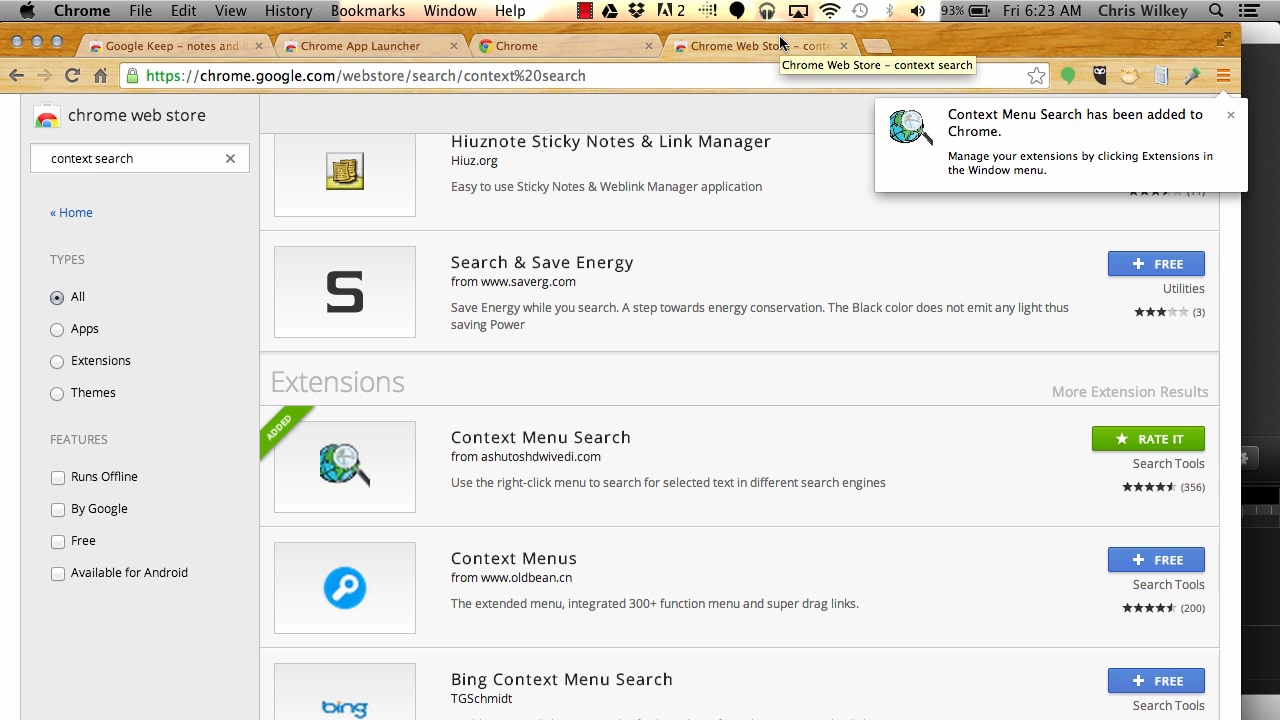 Chrome File Edit View History Bookmarks Window Help 2 93% Fri 6:23 AM Chris Wilkey
Google Keep – notes and
Chrome App Launcher
Chrome
Chrome Web Sto – cont
Chrome Web Store – context search
https://chrome.google.com/webstore/search/context%20search
chrome web store
context search
« Home
TYPES
All
Apps
Extensions
Themes
FEATURES
Runs Offline
By Google
Free
Available for Android
Context Menu Search has been added to
Chrome.
Manage your extensions by clicking Extensions in
the Window menu.
Hiuznote Sticky Notes & Link Manager
Hiuz.org
Easy to use Sticky Notes & Weblink Manager application
Search & Save Energy
from www.saverg.com
Save Energy while you search. A step towards energy conservation. The Black color does not emit any light thus
saving Power
+ FREE
Utilities
(3)
Extensions
More Extension Results
ADDED
Context Menu Search
from ashutoshdwivedi.com
Use the right-click menu to search for selected text in different search engines
RATE IT
Search Tools
(356)
Context Menus
from www.oldbean.cn
The extended menu, integrated 300+ function menu and super drag links.
+ FREE
Search Tools
(200)
bing
Bing Context Menu Search
TGSchmidt
+ FREE
Search Tools